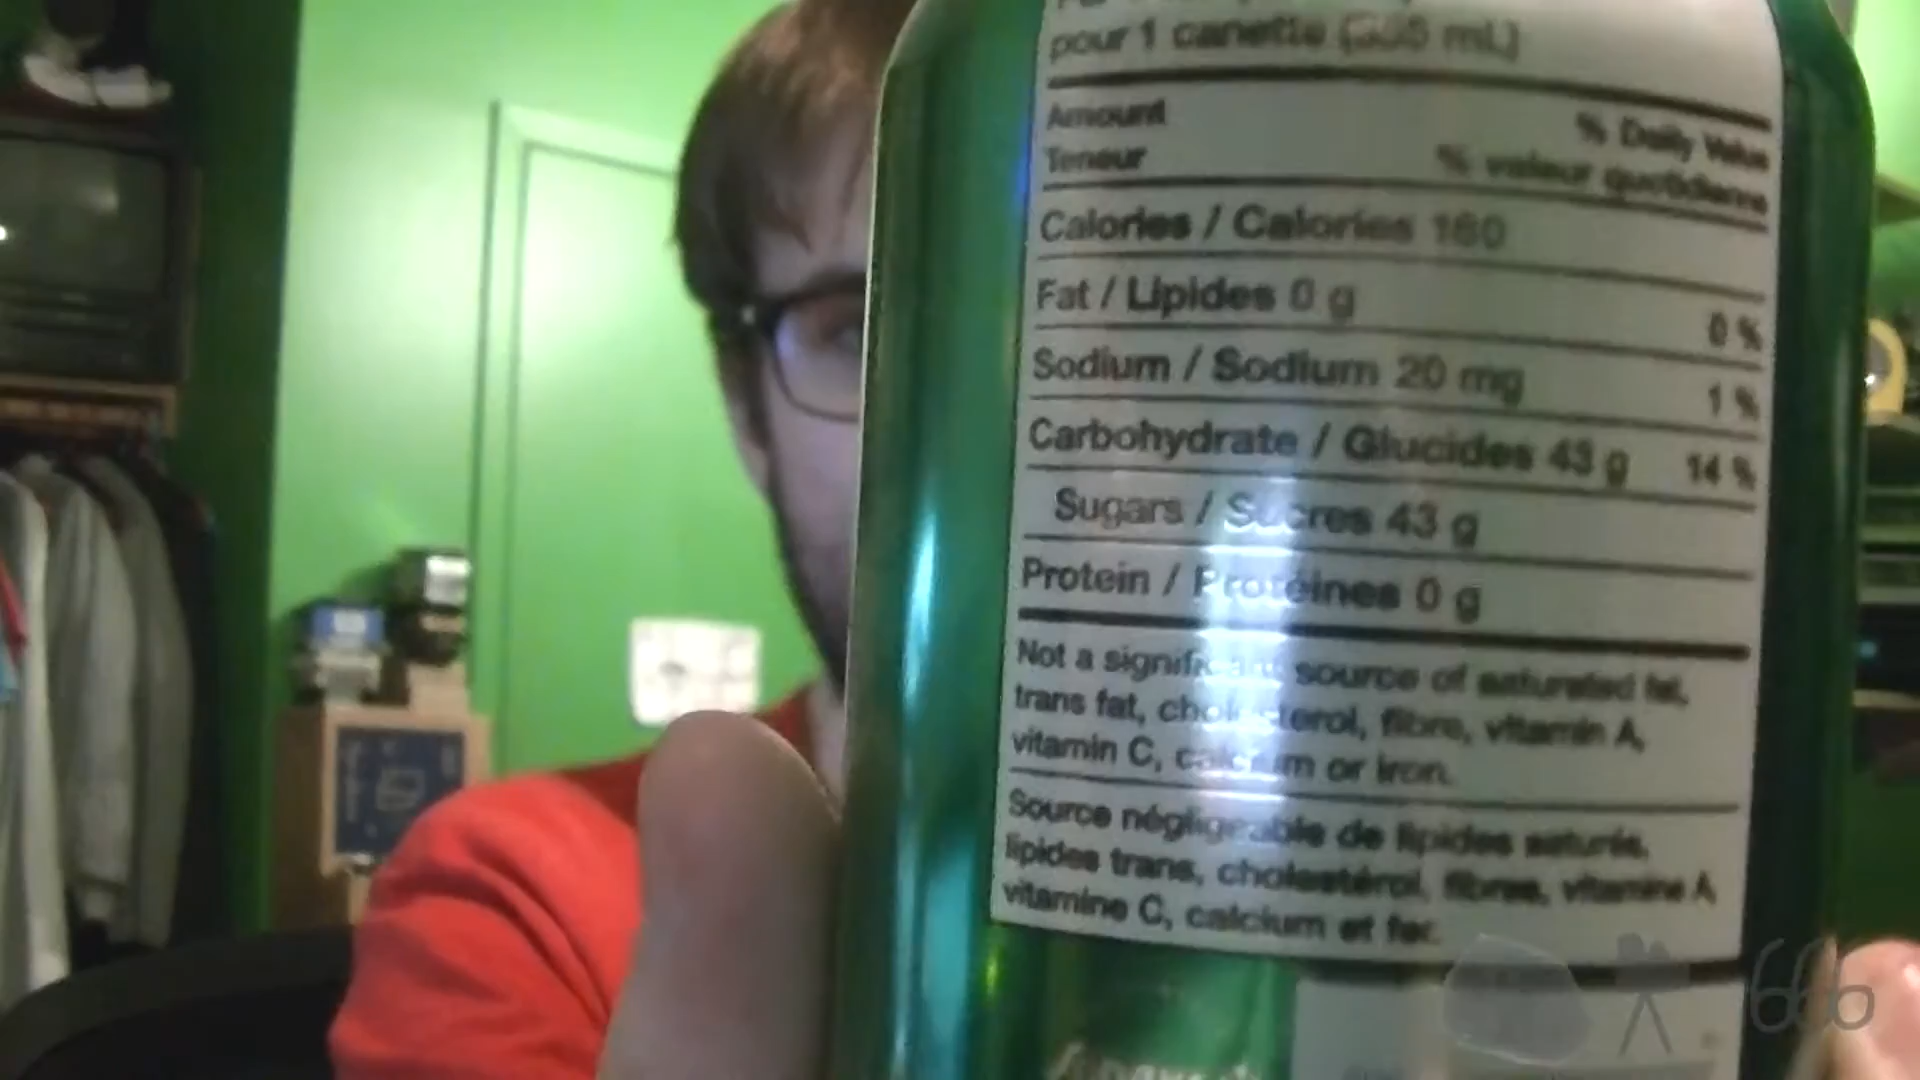 pour 1 canette (355 mL)
Amount
% Daily Value
Teneur
% valeur quotidienne
Calories / Calories 160
Fat / Lipides 0 g 0 %
Sodium / Sodium 20 mg 1 %
Carbohydrate / Glucides 43 g 14 %
Sugars / Sucres 43 g
Protein / Protéines 0 g
Not a significant source of saturated fat,
trans fat, cholesterol, fibre, vitamin A,
vitamin C, calcium or iron.
Source négligeable de lipides saturés,
lipides trans, cholestérol, fibres, vitamine A,
vitamine C, calcium et fer.